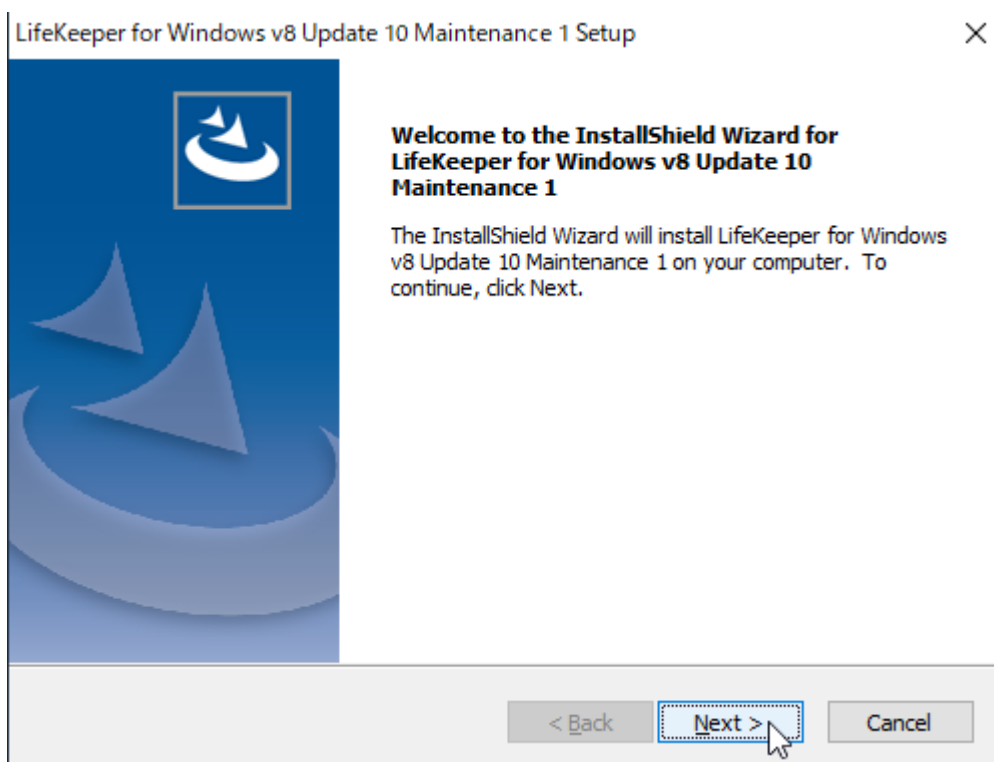 LifeKeeper for Windows v8 Update 10 Maintenance 1 Setup
Welcome to the InstallShield Wizard for
LifeKeeper for Windows v8 Update 10
Maintenance 1
The InstallShield Wizard will install LifeKeeper for Windows
v8 Update 10 Maintenance 1 on your computer. To
continue, click Next.
< Back Next > Cancel